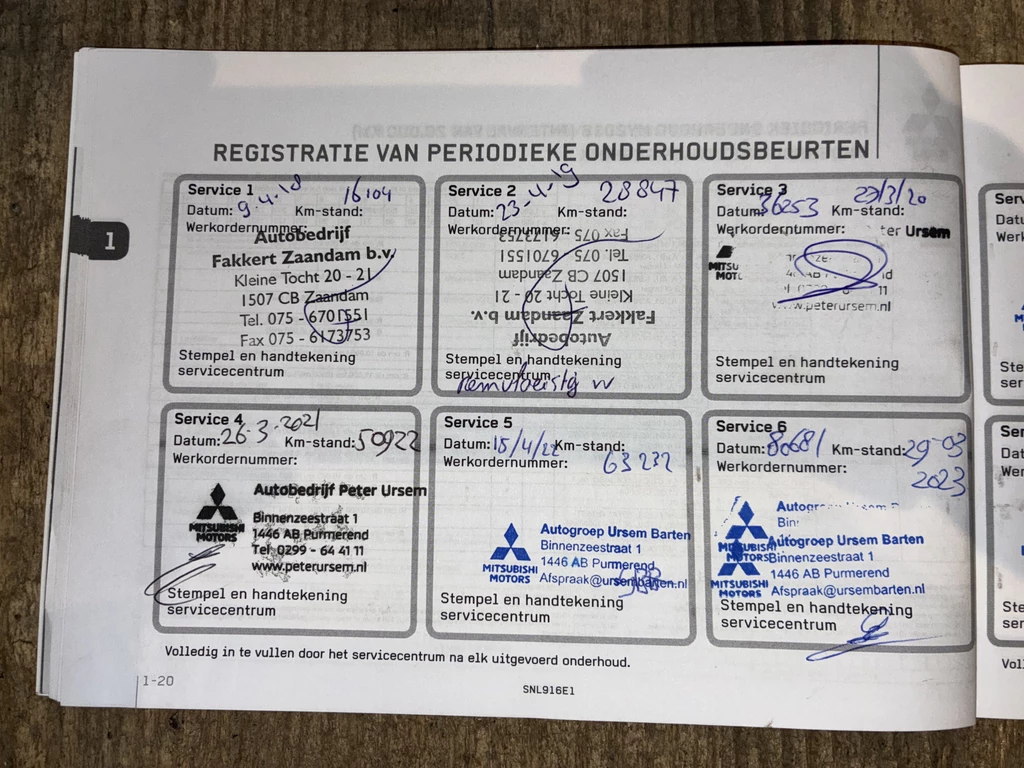 REGISTRATIE VAN PERIODIEKE ONDERHOUDSBEURTEN
1
Service 1
9.4.18 16104
Datum: Km-stand:
Werkordernummer:
Autobedrijf
Fakkert Zaandam b.v.
Kleine Tocht 20 - 21
1507 CB Zaandam
Tel. 075 - 6701551
Fax 075 - 6173753
Stempel en handtekening
servicecentrum
Service 2
23-4-19 28847
Datum: Km-stand:
Werkordernummer:
Fax 075 6173753
Tel. 075 6701551
1507 CB Zaandam
Kleine Tocht 20 - 21
Fakkert Zaandam b.v.
Autobedrijf
Stempel en handtekening
servicecentrum
Remvloeistof vv
Service 3
36253 23/3/20
Datum: Km-stand:
Werkordernummer:
ter Ursem
11
www.peterursem.nl
Stempel en handtekening
servicecentrum
Service 4
Datum: 26-3-2021 Km-stand: 50922
Werkordernummer:
MITSUBISHI
MOTORS
Autobedrijf Peter Ursem
Binnenzeestraat 1
1446 AB Purmerend
Tel. 0299 - 64 41 11
www.peterursem.nl
Stempel en handtekening
servicecentrum
Service 5
Datum: 15/4/22 Km-stand:
Werkordernummer: 63232
MITSUBISHI
MOTORS
Autogroep Ursem Barten
Binnenzeestraat 1
1446 AB Purmerend
Afspraak@ursembarten.nl
Stempel en handtekening
servicecentrum
Service 6
Datum: 80681 Km-stand: 29-03
Werkordernummer: 2023
MITSUBISHI
MOTORS
Autogroep Ursem Barten
Binnenzeestraat 1
1446 AB Purmerend
Afspraak@ursembarten.nl
Stempel en handtekening
servicecentrum
Volledig in te vullen door het servicecentrum na elk uitgevoerd onderhoud.
1-20
SNL916E1